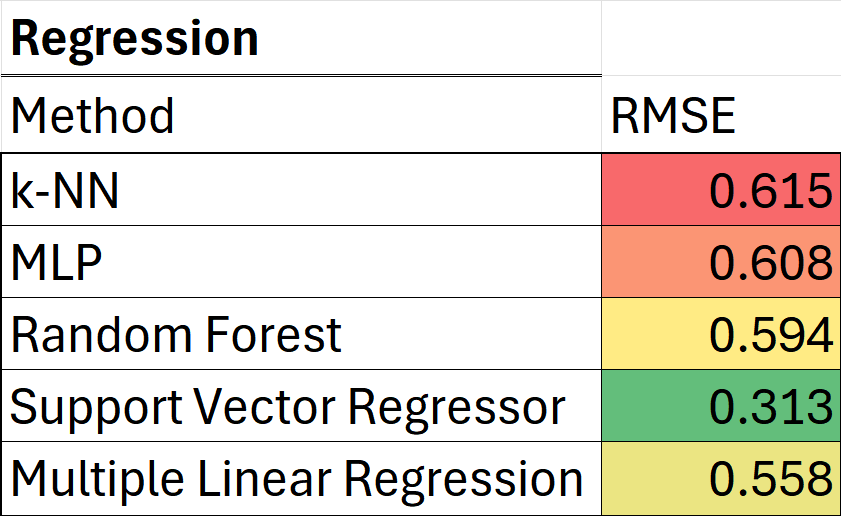 Regression
Method RMSE
k-NN 0.615
MLP 0.608
Random Forest 0.594
Support Vector Regressor 0.313
Multiple Linear Regression 0.558